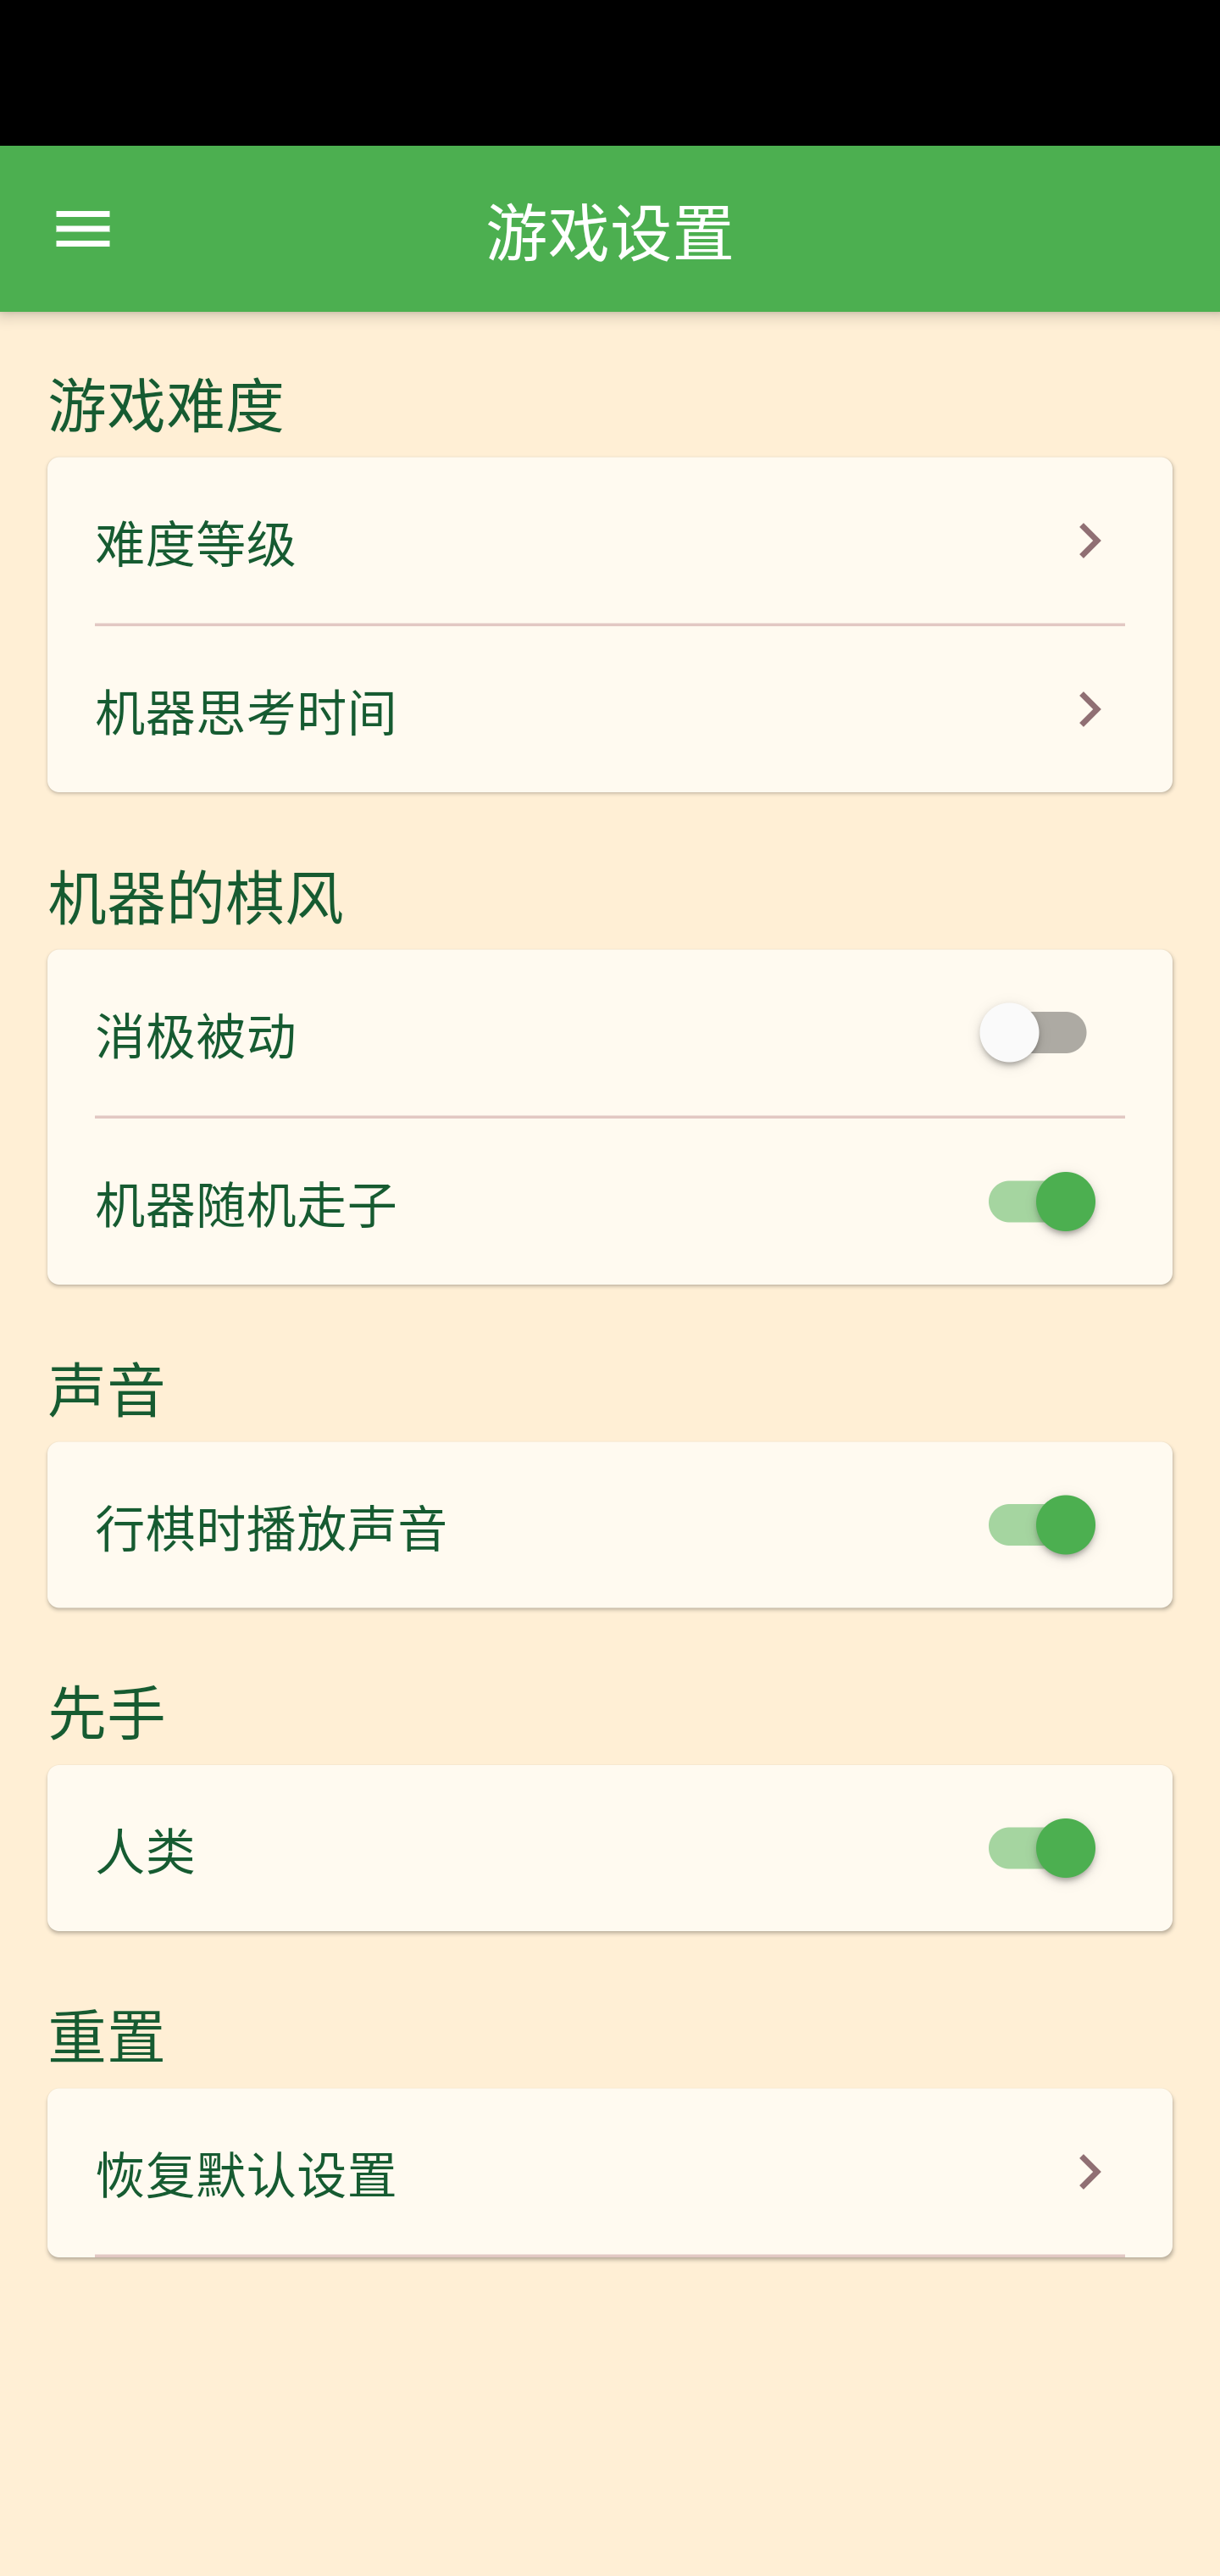 游戏设置
游戏难度
难度等级
机器思考时间
机器的棋风
消极被动
机器随机走子
声音
行棋时播放声音
先手
人类
重置
恢复默认设置